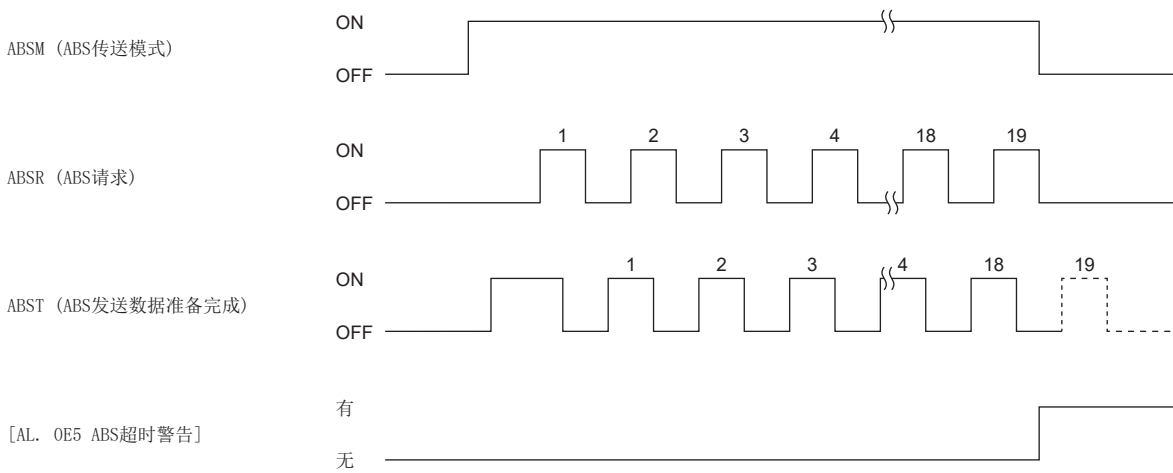 ON
ABSM (ABS传送模式)
OFF
1 2 3 4 18 19
ON
ABSR (ABS请求)
OFF
1 2 3 4 18 19
ON
ABST (ABS发送数据准备完成)
OFF
有
[AL. 0E5 ABS超时警告]
无